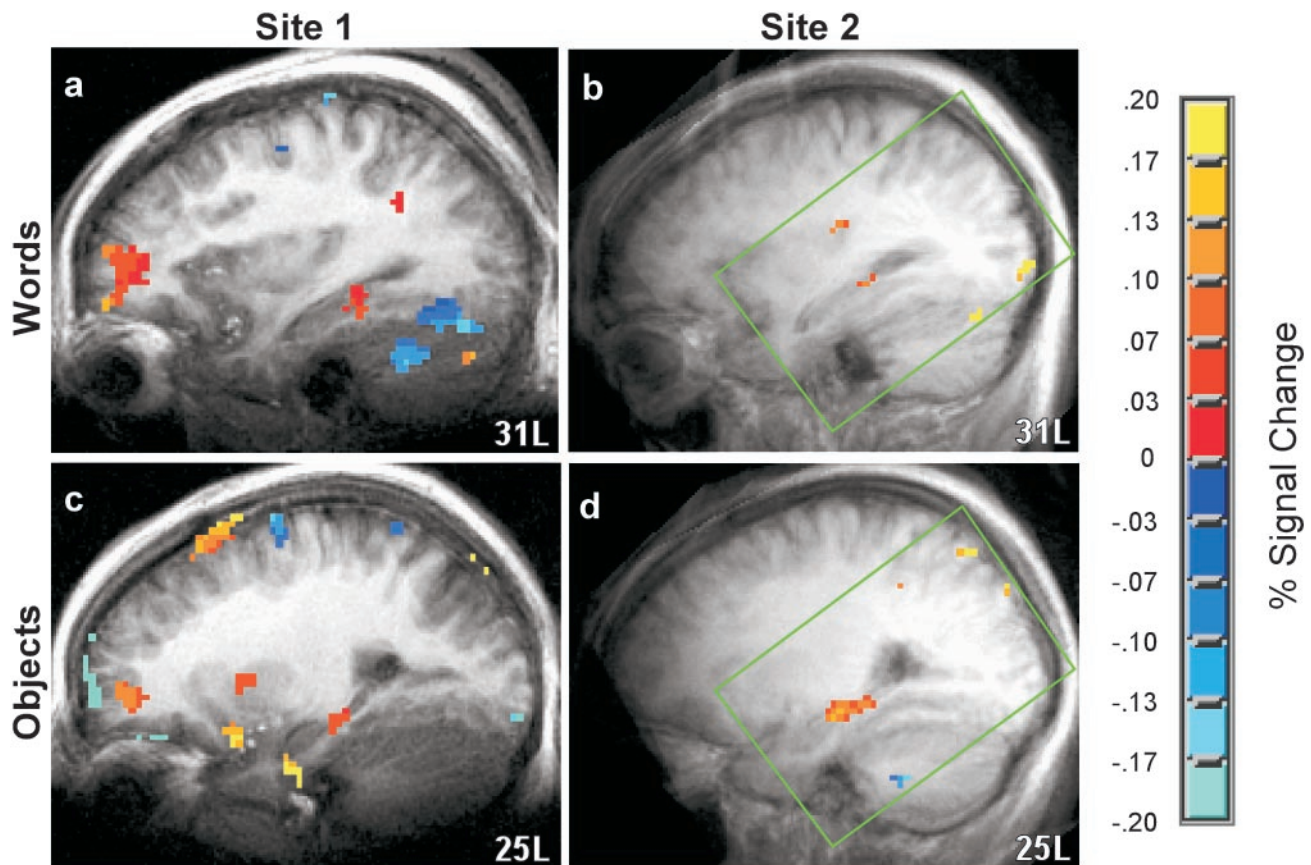 Site 1
Site 2
Words
a
31L
b
31L
Objects
c
25L
d
25L
.20
.17
.13
.10
.07
.03
0
-.03
-.07
-.10
-.13
-.17
-.20
% Signal Change